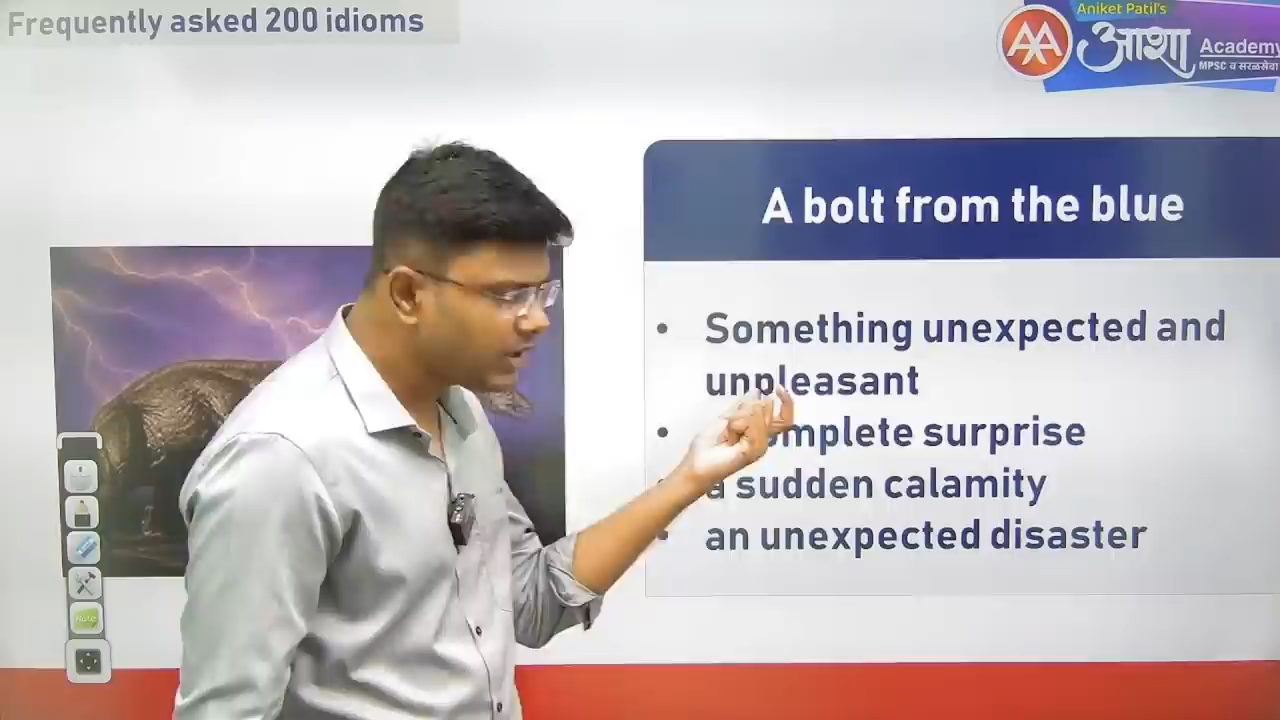 Frequently asked 200 idioms
Aniket Patil's
आशा Academy
MPSC व सरळसेवा
A bolt from the blue
• Something unexpected and
unpleasant
• surprise
• a sudden calamity
• an unexpected disaster
Note